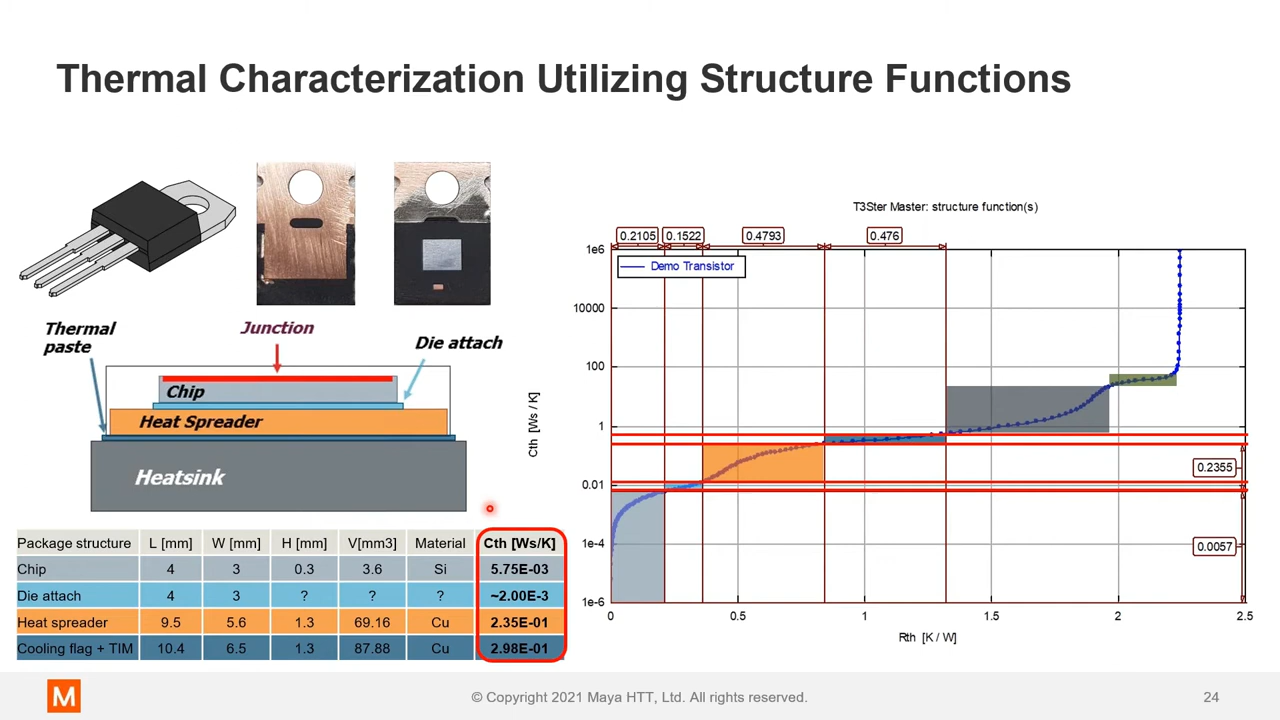 Thermal Characterization Utilizing Structure Functions
Thermal
paste
Junction
Die attach
Chip
Heat Spreader
Heatsink
Package structure L [mm] W [mm] H [mm] V[mm3] Material Cth [Ws/K]
Chip 4 3 0.3 3.6 Si 5.75E-03
Die attach 4 3 ? ? ? ~2.00E-3
Heat spreader 9.5 5.6 1.3 69.16 Cu 2.35E-01
Cooling flag + TIM 10.4 6.5 1.3 87.88 Cu 2.98E-01
T3Ster Master: structure function(s)
0.2105 0.1522 0.4793 0.476
Demo Transistor
1e6
10000
100
1
0.01
1e-4
1e-6
Cth [Ws / K]
0.2355
0.0057
0 0.5 1 1.5 2 2.5
Rth [K / W]
M
© Copyright 2021 Maya HTT, Ltd. All rights reserved.
24